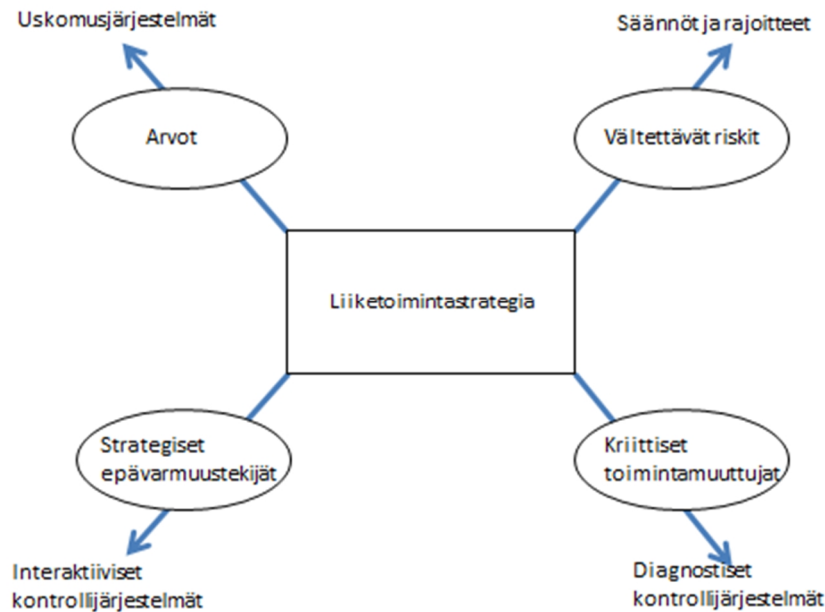 Uskomusjärjestelmät
Säännöt ja rajoitteet
Arvot
Vältettävät riskit
Liiketoimintastrategia
Strategiset
epävarmuustekijät
Kriittiset
toimintamuuttujat
Interaktiiviset
kontrollijärjestelmät
Diagnostiset
kontrollijärjestelmät